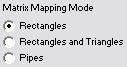 Matrix Mapping Mode
Rectangles
Rectangles and Triangles
Pipes